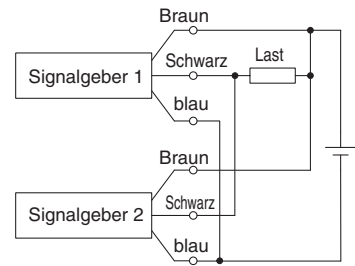 Braun
Signalgeber 1
Schwarz
Last
blau
Braun
Signalgeber 2
Schwarz
blau